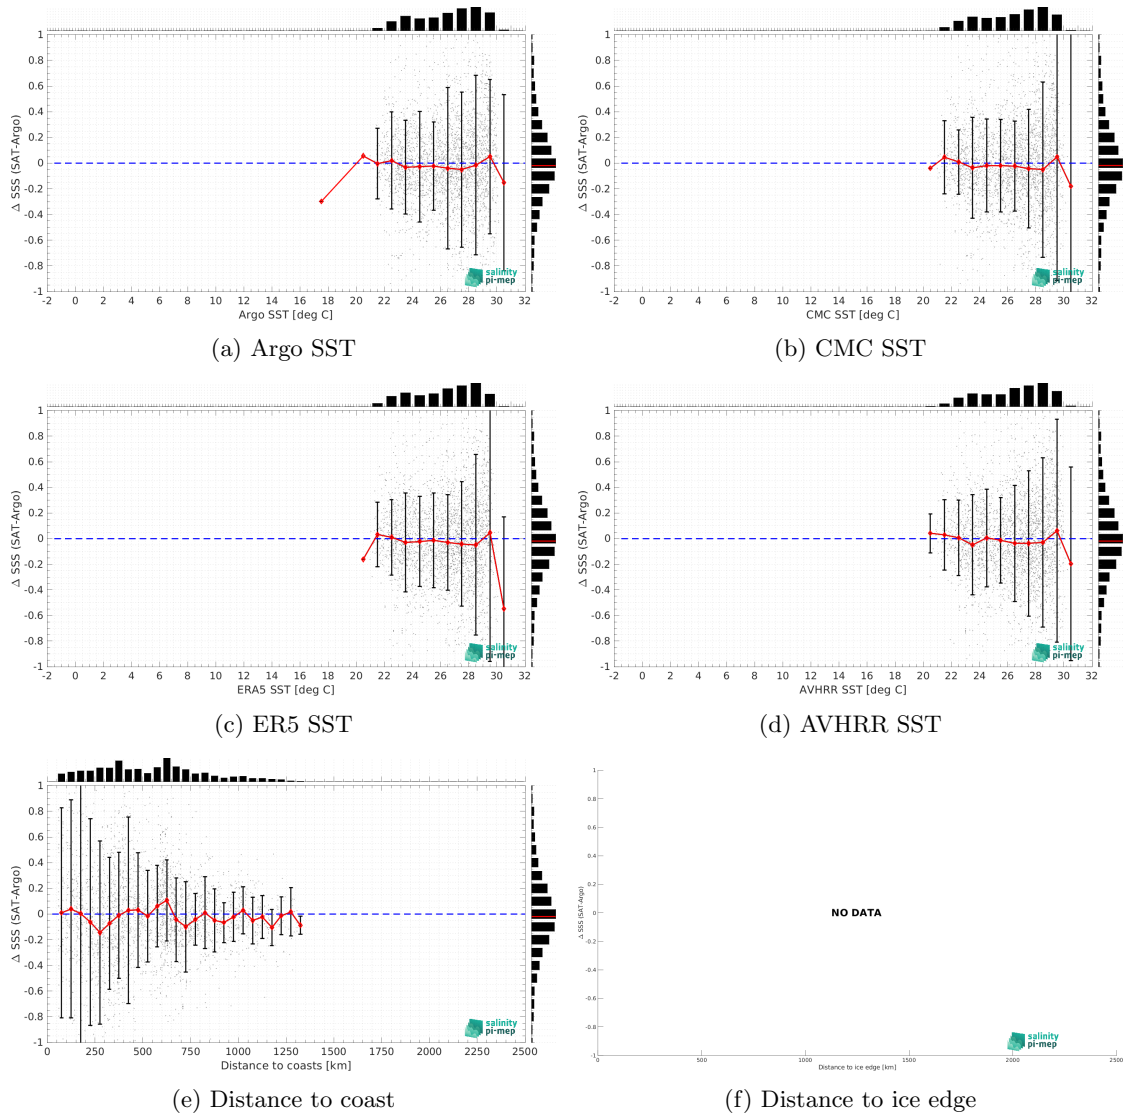 1
0.8
0.6
0.4
0.2
0
-0.2
-0.4
-0.6
-0.8
-1
Δ SSS (SAT-Argo)
salinity
pi-mep
-2 0 2 4 6 8 10 12 14 16 18 20 22 24 26 28 30 32
Argo SST [deg C]
(a) Argo SST
1
0.8
0.6
0.4
0.2
0
-0.2
-0.4
-0.6
-0.8
-1
Δ SSS (SAT-Argo)
salinity
pi-mep
-2 0 2 4 6 8 10 12 14 16 18 20 22 24 26 28 30 32
CMC SST [deg C]
(b) CMC SST
1
0.8
0.6
0.4
0.2
0
-0.2
-0.4
-0.6
-0.8
-1
Δ SSS (SAT-Argo)
salinity
pi-mep
-2 0 2 4 6 8 10 12 14 16 18 20 22 24 26 28 30 32
ERA5 SST [deg C]
(c) ER5 SST
1
0.8
0.6
0.4
0.2
0
-0.2
-0.4
-0.6
-0.8
-1
Δ SSS (SAT-Argo)
salinity
pi-mep
-2 0 2 4 6 8 10 12 14 16 18 20 22 24 26 28 30 32
AVHRR SST [deg C]
(d) AVHRR SST
1
0.8
0.6
0.4
0.2
0
-0.2
-0.4
-0.6
-0.8
-1
Δ SSS (SAT-Argo)
salinity
pi-mep
0 250 500 750 1000 1250 1500 1750 2000 2250 2500
Distance to coasts [km]
(e) Distance to coast
1
0.8
0.6
0.4
0.2
0
-0.2
-0.4
-0.6
-0.8
-1
Δ SSS (SAT-Argo)
NO DATA
salinity
pi-mep
0 500 1000 1500 2000 2500
Distance to ice edge [km]
(f) Distance to ice edge